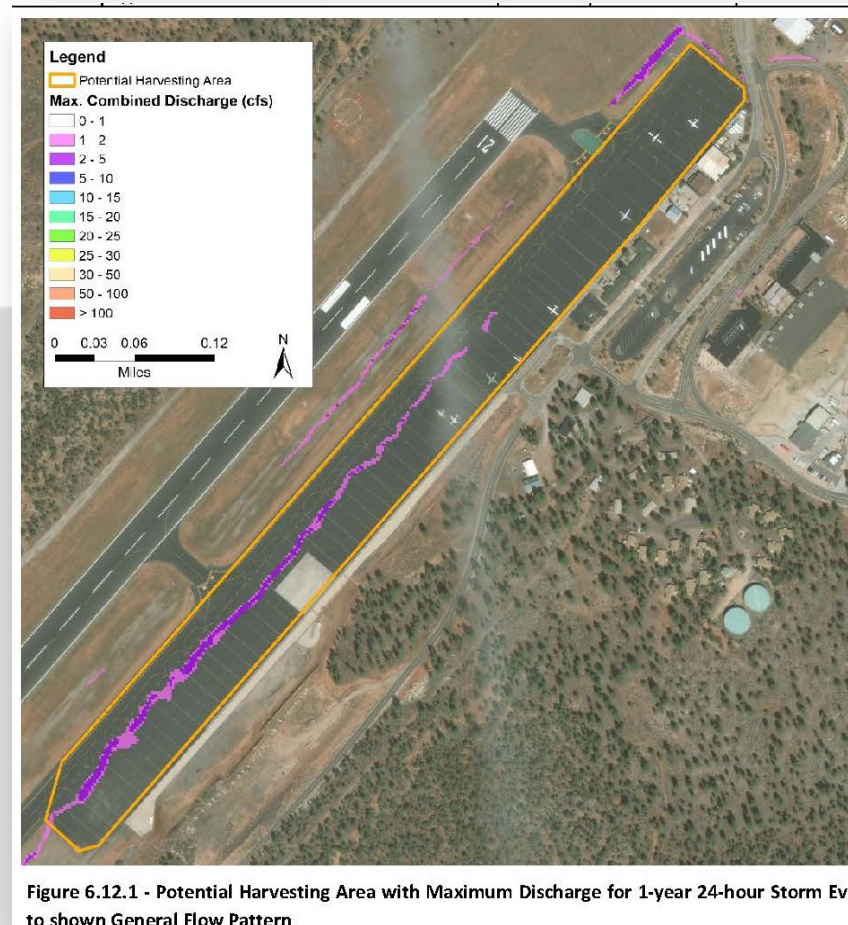 Legend
Potential Harvesting Area
Max. Combined Discharge (cfs)
0 - 1
1 - 2
2 - 5
5 - 10
10 - 15
15 - 20
20 - 25
25 - 30
30 - 50
50 - 100
> 100
0 0.03 0.06 0.12
Miles
N
12
Figure 6.12.1 - Potential Harvesting Area with Maximum Discharge for 1-year 24-hour Storm Ev
to shown General Flow Pattern